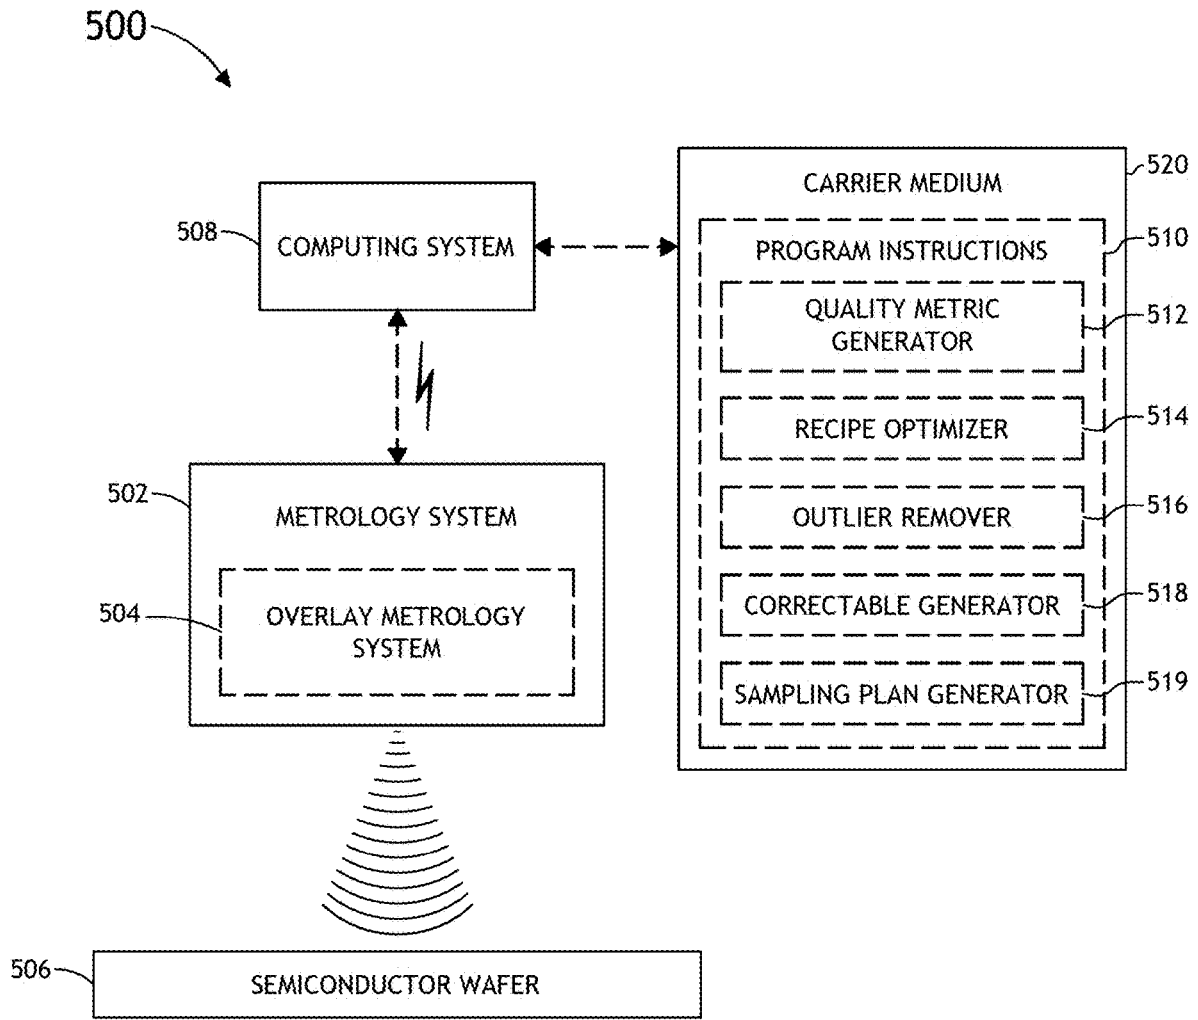 500
520
CARRIER MEDIUM
508
COMPUTING SYSTEM
510
PROGRAM INSTRUCTIONS
512
QUALITY METRIC
GENERATOR
514
RECIPE OPTIMIZER
502
METROLOGY SYSTEM
516
OUTLIER REMOVER
504
OVERLAY METROLOGY
SYSTEM
518
CORRECTABLE GENERATOR
519
SAMPLING PLAN GENERATOR
506
SEMICONDUCTOR WAFER